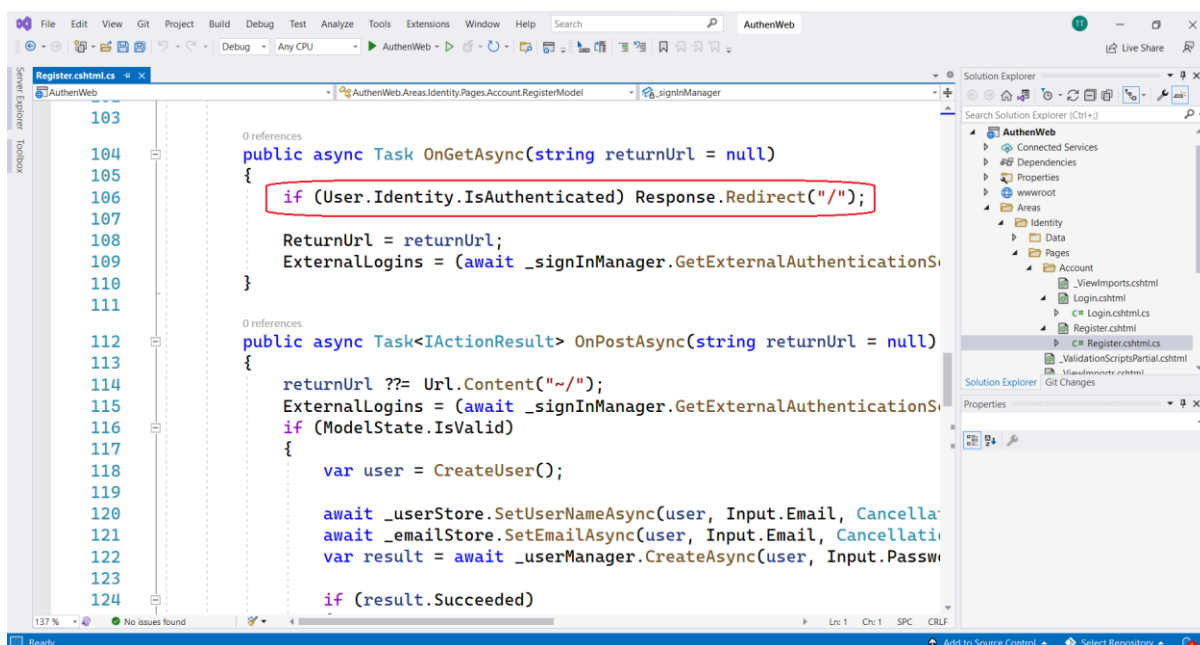 File Edit View Git Project Build Debug Test Analyze Tools Extensions Window Help Search AuthenWeb TT
Debug Any CPU AuthenWeb Live Share
Server Explorer
Toolbox
Register.cshtml.cs
AuthenWeb AuthenWeb.Areas.Identity.Pages.Account.RegisterModel _signInManager
103
0 references
104 public async Task OnGetAsync(string returnUrl = null)
105 {
106 if (User.Identity.IsAuthenticated) Response.Redirect("/");
107
108 ReturnUrl = returnUrl;
109 ExternalLogins = (await _signInManager.GetExternalAuthenticationS
110 }
111
0 references
112 public async Task<IActionResult> OnPostAsync(string returnUrl = null)
113 {
114 returnUrl ??= Url.Content("~/");
115 ExternalLogins = (await _signInManager.GetExternalAuthenticationS
116 if (ModelState.IsValid)
117 {
118 var user = CreateUser();
119
120 await _userStore.SetUserNameAsync(user, Input.Email, Cancella
121 await _emailStore.SetEmailAsync(user, Input.Email, Cancellati
122 var result = await _userManager.CreateAsync(user, Input.Passw
123
124 if (result.Succeeded)
137 % No issues found Ln: 1 Ch: 1 SPC CRLF
Solution Explorer
Search Solution Explorer (Ctrl+;)
AuthenWeb
Connected Services
Dependencies
Properties
wwwroot
Areas
Identity
Data
Pages
Account
_ViewImports.cshtml
Login.cshtml
C# Login.cshtml.cs
Register.cshtml
C# Register.cshtml.cs
_ValidationScriptsPartial.cshtml
_ViewImports.cshtml
Solution Explorer Git Changes
Properties
Ready Add to Source Control Select Repository